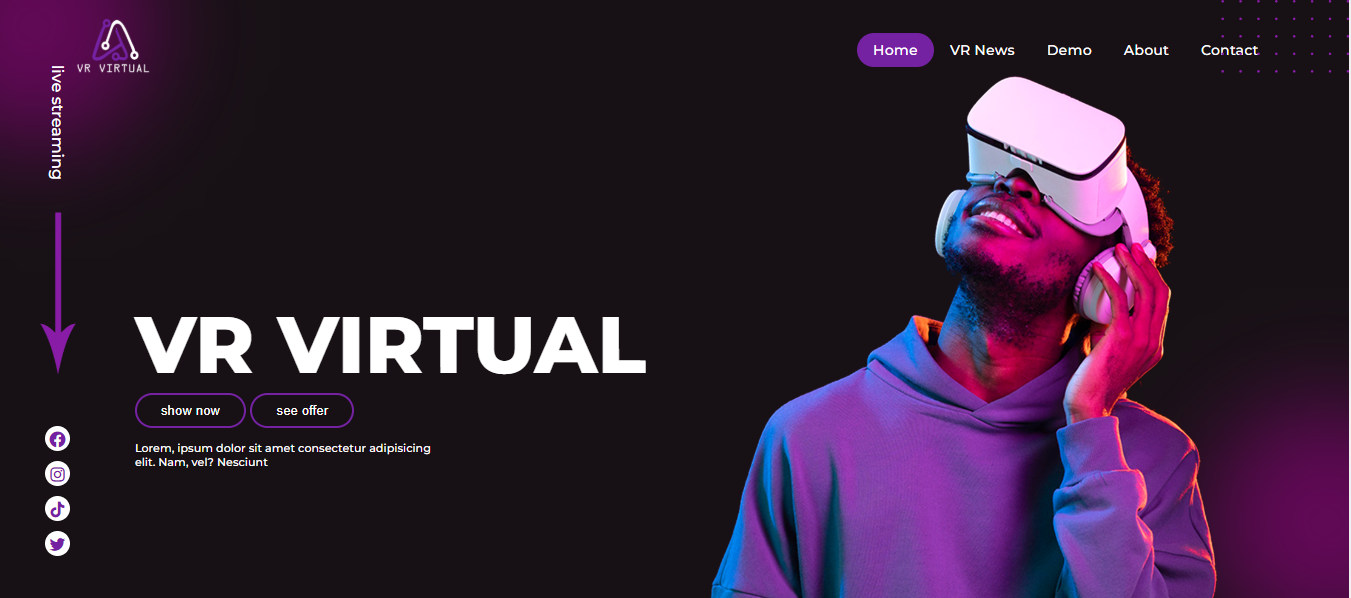 VR VIRTUAL
Home
VR News
Demo
About
Contact
live streaming
VR VIRTUAL
show now
see offer
Lorem, ipsum dolor sit amet consectetur adipisicing
elit. Nam, vel? Nesciunt